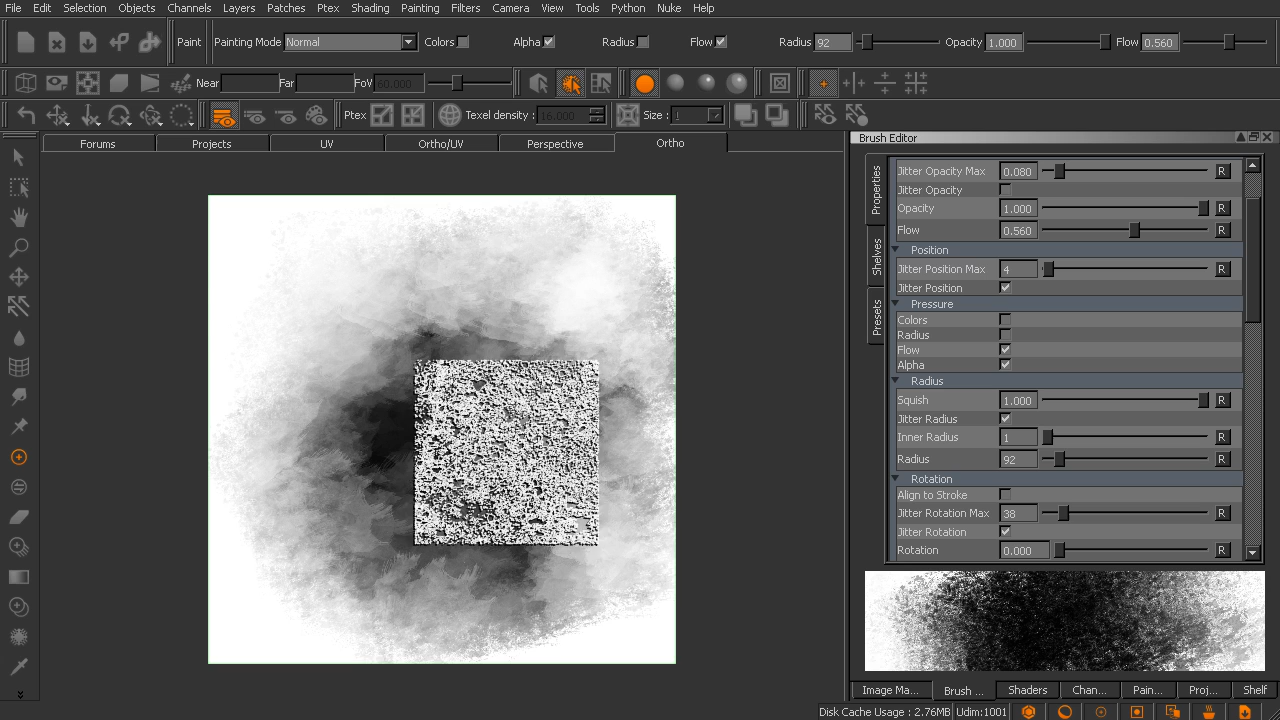 File Edit Selection Objects Channels Layers Patches Ptex Shading Painting Filters Camera View Tools Python Nuke Help
Paint Painting Mode Normal Colors Alpha Radius Flow Radius 92 Opacity 1.000 Flow 0.560
Near Far FoV 60.000
Ptex Texel density : 16.000 Size : 1
Forums Projects UV Ortho/UV Perspective Ortho
Brush Editor
Properties
Shelves
Presets
Jitter Opacity Max 0.080 R
Jitter Opacity
Opacity 1.000 R
Flow 0.560 R
Position
Jitter Position Max 4 R
Jitter Position
Pressure
Colors
Radius
Flow
Alpha
Radius
Squish 1.000 R
Jitter Radius
Inner Radius 1 R
Radius 92 R
Rotation
Align to Stroke
Jitter Rotation Max 38 R
Jitter Rotation
Rotation 0.000 R
Image Ma... Brush ... Shaders Chan... Pain... Proj... Shelf
Disk Cache Usage : 2.76MB Udim:1001